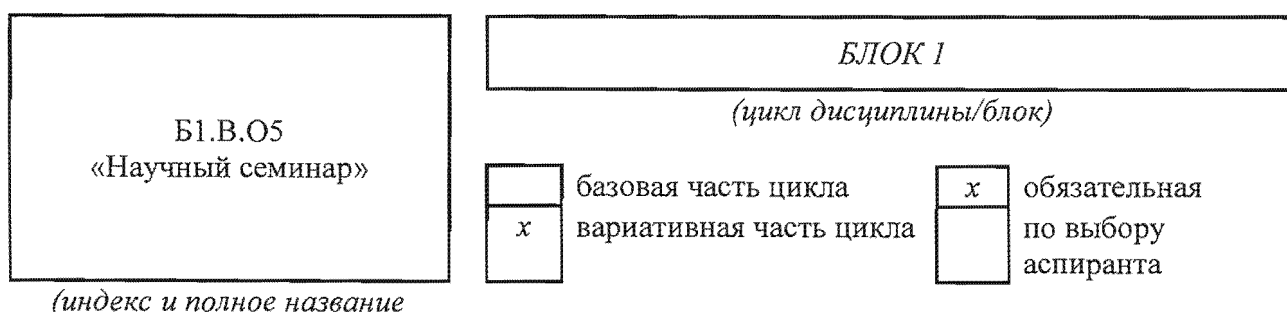 Б1.В.О5
«Научный семинар»
(индекс и полное название
БЛОК 1
(цикл дисциплины/блок)
базовая часть цикла
х вариативная часть цикла
х обязательная
по выбору
аспиранта